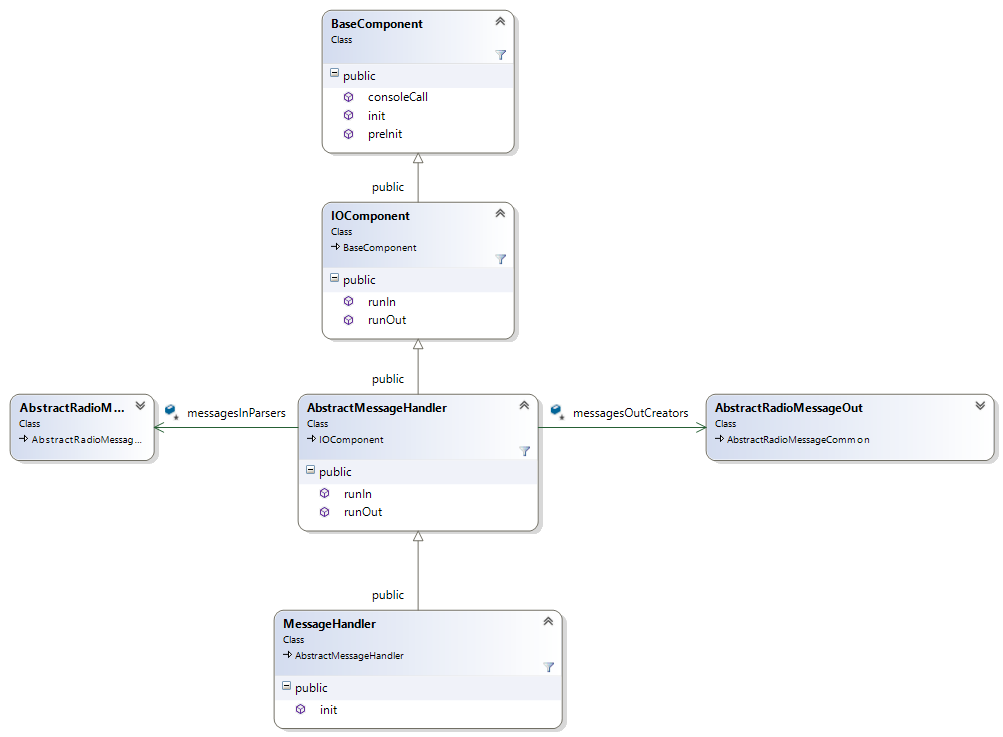 BaseComponent
Class
public
consoleCall
init
preInit
public
IOComponent
Class
BaseComponent
public
runIn
runOut
public
AbstractRadioM...
Class
AbstractRadioMessag...
messagesInParsers
AbstractMessageHandler
Class
IOComponent
public
runIn
runOut
messagesOutCreators
AbstractRadioMessageOut
Class
AbstractRadioMessageCommon
public
MessageHandler
Class
AbstractMessageHandler
public
init